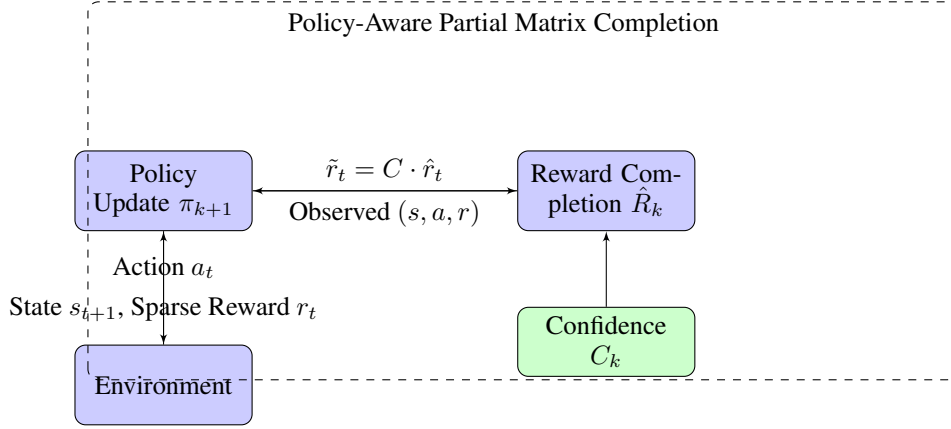 Policy-Aware Partial Matrix Completion
Policy
Update π_{k+1}
r̃_t = C · r̂_t
Observed (s, a, r)
Reward Com-
pletion R̂_k
Action a_t
State s_{t+1}, Sparse Reward r_t
Confidence
C_k
Environment